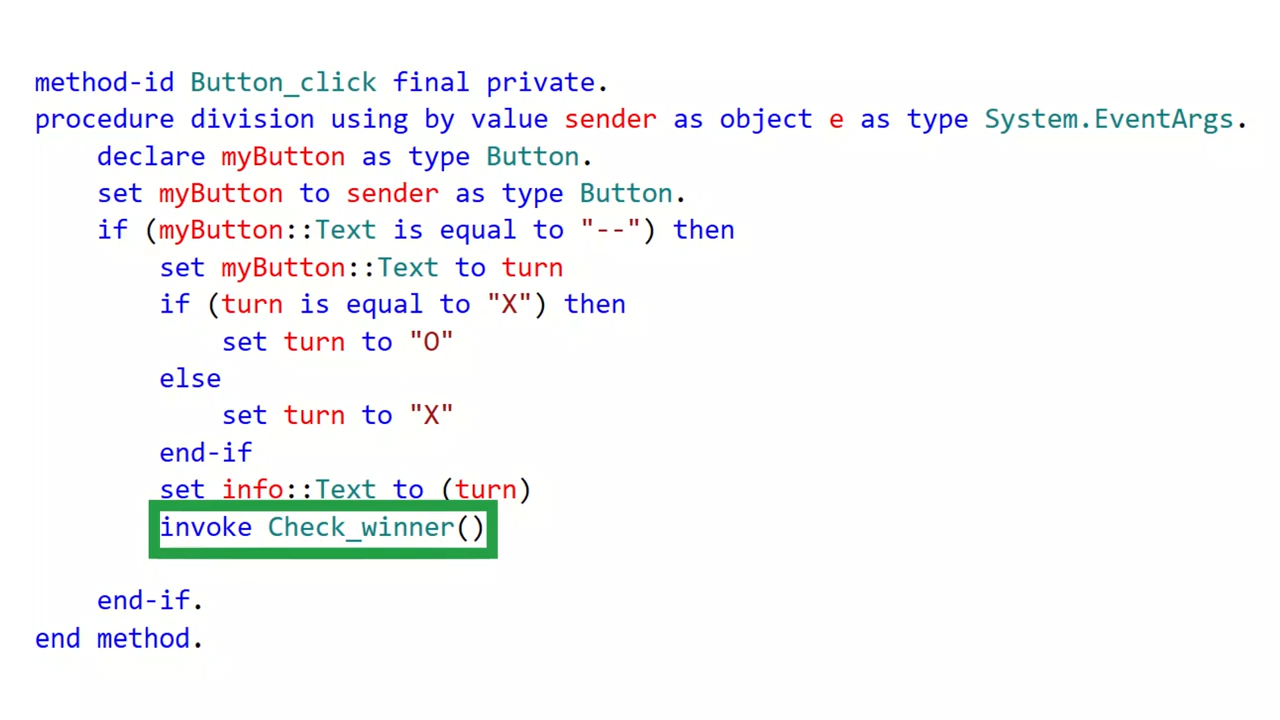 method-id Button_click final private.
procedure division using by value sender as object e as type System.EventArgs.
declare myButton as type Button.
set myButton to sender as type Button.
if (myButton::Text is equal to "--") then
set myButton::Text to turn
if (turn is equal to "X") then
set turn to "O"
else
set turn to "X"
end-if
set info::Text to (turn)
invoke Check_winner()
end-if.
end method.